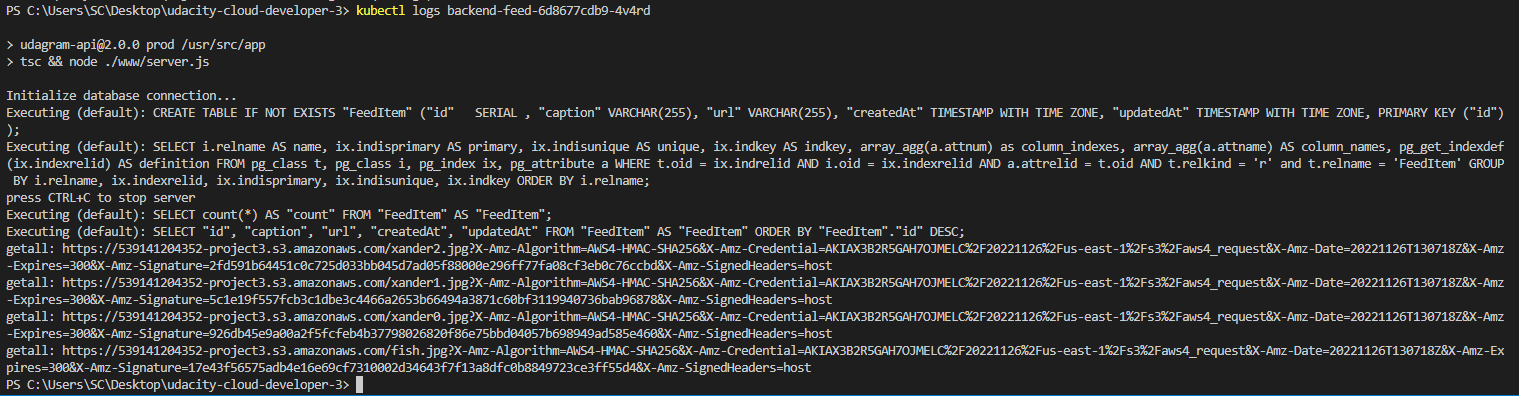 PS C:\Users\SC\Desktop\udacity-cloud-developer-3> kubectl logs backend-feed-6d8677cdb9-4v4rd
> udagram-api@2.0.0 prod /usr/src/app
> tsc && node ./www/server.js
Initialize database connection...
Executing (default): CREATE TABLE IF NOT EXISTS "FeedItem" ("id"   SERIAL , "caption" VARCHAR(255), "url" VARCHAR(255), "createdAt" TIMESTAMP WITH TIME ZONE, "updatedAt" TIMESTAMP WITH TIME ZONE, PRIMARY KEY ("id")
);
Executing (default): SELECT i.relname AS name, ix.indisprimary AS primary, ix.indisunique AS unique, ix.indkey AS indkey, array_agg(a.attnum) as column_indexes, array_agg(a.attname) AS column_names, pg_get_indexdef
(ix.indexrelid) AS definition FROM pg_class t, pg_class i, pg_index ix, pg_attribute a WHERE t.oid = ix.indrelid AND i.oid = ix.indexrelid AND a.attrelid = t.oid AND t.relkind = 'r' and t.relname = 'FeedItem' GROUP
 BY i.relname, ix.indexrelid, ix.indisprimary, ix.indisunique, ix.indkey ORDER BY i.relname;
press CTRL+C to stop server
Executing (default): SELECT count(*) AS "count" FROM "FeedItem" AS "FeedItem";
Executing (default): SELECT "id", "caption", "url", "createdAt", "updatedAt" FROM "FeedItem" AS "FeedItem" ORDER BY "FeedItem"."id" DESC;
getall: https://539141204352-project3.s3.amazonaws.com/xander2.jpg?X-Amz-Algorithm=AWS4-HMAC-SHA256&X-Amz-Credential=AKIAX3B2R5GAH7OJMELC%2F20221126%2Fus-east-1%2Fs3%2Faws4_request&X-Amz-Date=20221126T130718Z&X-Amz
-Expires=300&X-Amz-Signature=2fd591b64451c0c725d033bb045d7ad05f88000e296ff77fa08cf3eb0c76ccbd&X-Amz-SignedHeaders=host
getall: https://539141204352-project3.s3.amazonaws.com/xander1.jpg?X-Amz-Algorithm=AWS4-HMAC-SHA256&X-Amz-Credential=AKIAX3B2R5GAH7OJMELC%2F20221126%2Fus-east-1%2Fs3%2Faws4_request&X-Amz-Date=20221126T130718Z&X-Amz
-Expires=300&X-Amz-Signature=5c1e19f557fcb3c1dbe3c4466a2653b66494a3871c60bf3119940736bab96878&X-Amz-SignedHeaders=host
getall: https://539141204352-project3.s3.amazonaws.com/xander0.jpg?X-Amz-Algorithm=AWS4-HMAC-SHA256&X-Amz-Credential=AKIAX3B2R5GAH7OJMELC%2F20221126%2Fus-east-1%2Fs3%2Faws4_request&X-Amz-Date=20221126T130718Z&X-Amz
-Expires=300&X-Amz-Signature=926db45e9a00a2f5fcfeb4b37798026820f86e75bbd04057b698949ad585e460&X-Amz-SignedHeaders=host
getall: https://539141204352-project3.s3.amazonaws.com/fish.jpg?X-Amz-Algorithm=AWS4-HMAC-SHA256&X-Amz-Credential=AKIAX3B2R5GAH7OJMELC%2F20221126%2Fus-east-1%2Fs3%2Faws4_request&X-Amz-Date=20221126T130718Z&X-Amz-Ex
pires=300&X-Amz-Signature=17e43f56575adb4e16e69cf7310002d34643f7f13a8dfc0b8849723ce3ff55d4&X-Amz-SignedHeaders=host
PS C:\Users\SC\Desktop\udacity-cloud-developer-3>